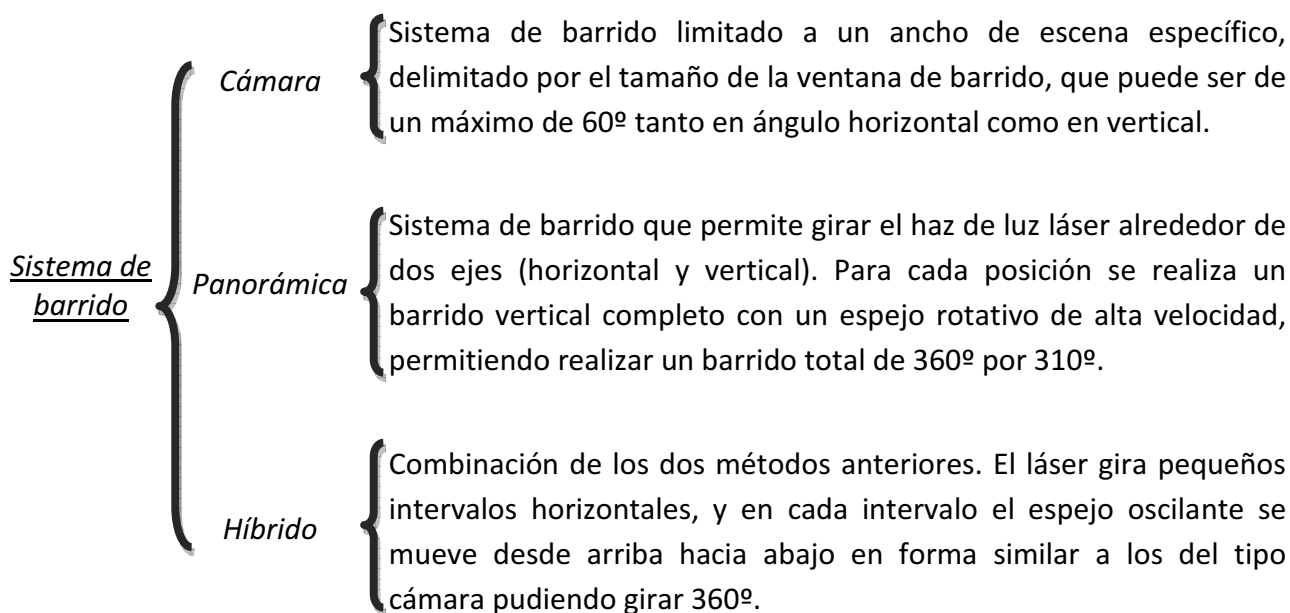 Sistema de
barrido
Cámara
Sistema de barrido limitado a un ancho de escena específico,
delimitado por el tamaño de la ventana de barrido, que puede ser de
un máximo de 60º tanto en ángulo horizontal como en vertical.
Panorámica
Sistema de barrido que permite girar el haz de luz láser alrededor de
dos ejes (horizontal y vertical). Para cada posición se realiza un
barrido vertical completo con un espejo rotativo de alta velocidad,
permitiendo realizar un barrido total de 360º por 310º.
Híbrido
Combinación de los dos métodos anteriores. El láser gira pequeños
intervalos horizontales, y en cada intervalo el espejo oscilante se
mueve desde arriba hacia abajo en forma similar a los del tipo
cámara pudiendo girar 360º.